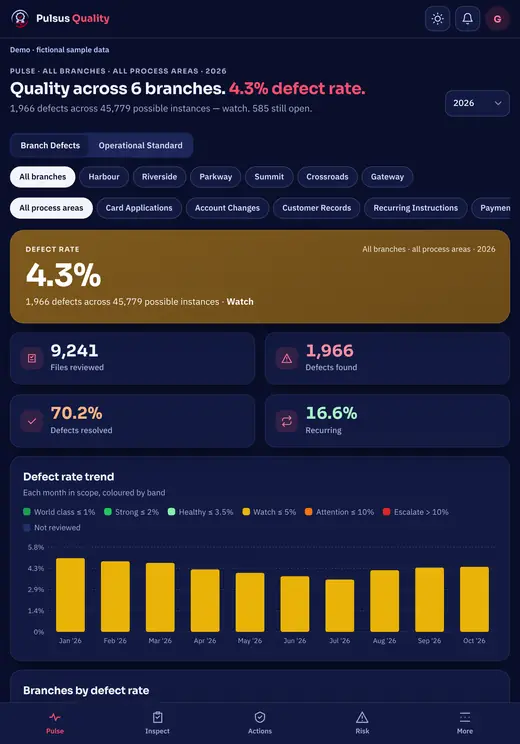 Pulsus Quality
G
Demo · fictional sample data
PULSE · ALL BRANCHES · ALL PROCESS AREAS · 2026
Quality across 6 branches. 4.3% defect rate.
1,966 defects across 45,779 possible instances — watch. 585 still open.
2026
Branch Defects Operational Standard
All branches Harbour Riverside Parkway Summit Crossroads Gateway
All process areas Card Applications Account Changes Customer Records Recurring Instructions Paymen
DEFECT RATE All branches · all process areas · 2026
4.3%
1,966 defects across 45,779 possible instances · Watch
9,241
Files reviewed
1,966
Defects found
70.2%
Defects resolved
16.6%
Recurring
Defect rate trend
Each month in scope, coloured by band
World class ≤ 1% Strong ≤ 2% Healthy ≤ 3.5% Watch ≤ 5% Attention ≤ 10% Escalate > 10%
Not reviewed
5.8%
4.3%
2.9%
1.4%
0%
Jan '26 Feb '26 Mar '26 Apr '26 May '26 Jun '26 Jul '26 Aug '26 Sep '26 Oct '26
Branches by defect rate
Pulse Inspect Actions Risk More